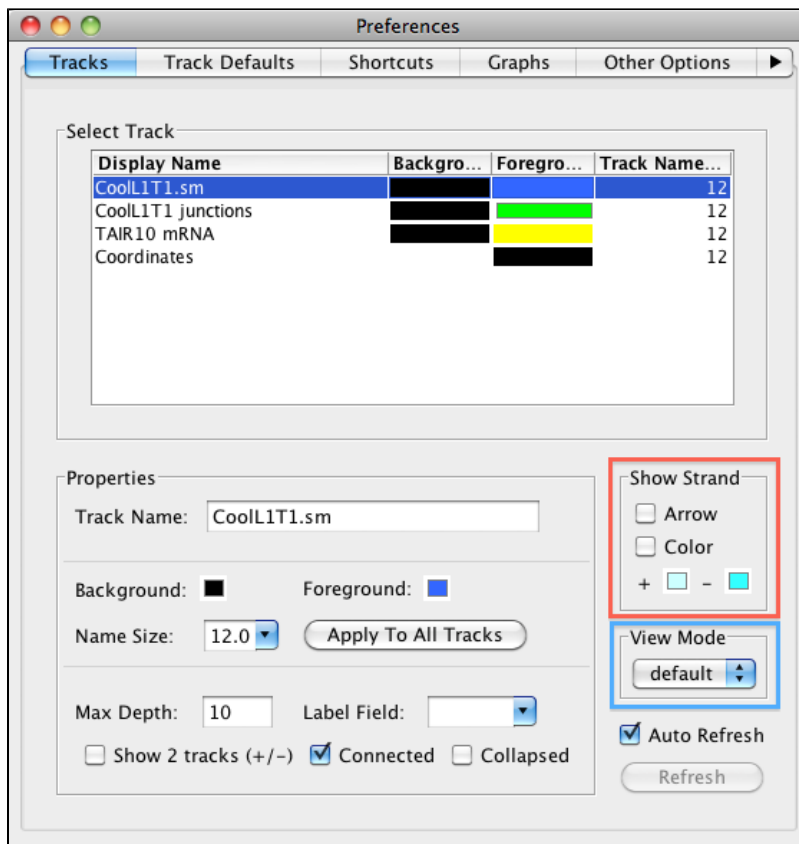 Preferences
Tracks Track Defaults Shortcuts Graphs Other Options
Select Track
Display Name Backgro... Foregro... Track Name...
CoolL1T1.sm 12
CoolL1T1 junctions 12
TAIR10 mRNA 12
Coordinates 12
Properties
Track Name: CoolL1T1.sm
Background: Foreground:
Name Size: 12.0 Apply To All Tracks
Max Depth: 10 Label Field:
Show 2 tracks (+/-) Connected Collapsed
Show Strand
Arrow
Color
+ -
View Mode
default
Auto Refresh
Refresh